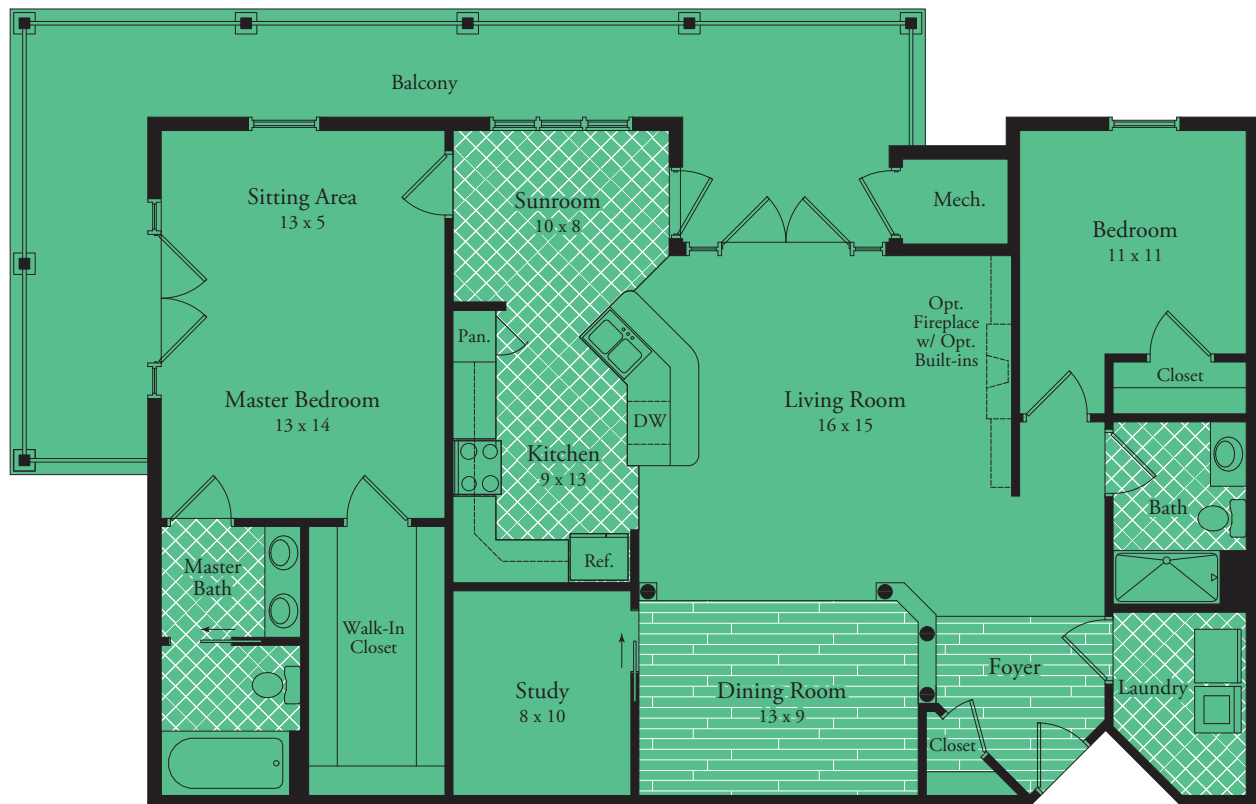 Balcony
Sitting Area
13 x 5
Sunroom
10 x 8
Mech.
Bedroom
11 x 11
Opt.
Fireplace
w/ Opt.
Built-ins
Pan.
Closet
Master Bedroom
13 x 14
Living Room
16 x 15
DW
Kitchen
9 x 13
Bath
Ref.
Master
Bath
Walk-In
Closet
Study
8 x 10
Dining Room
13 x 9
Foyer
Laundry
Closet